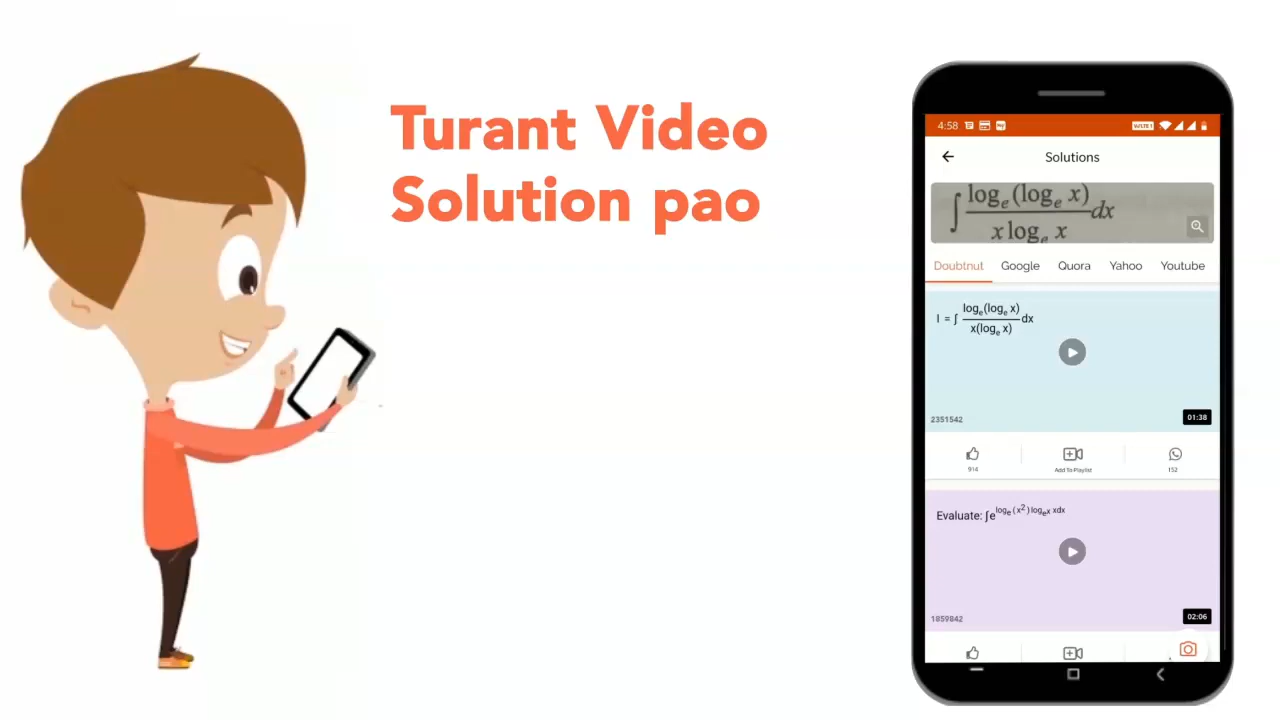 Turant Video
Solution pao
4:58
VoLTE1
Solutions
∫ logₑ(logₑ x) / x logₑ x dx
Doubtnut Google Quora Yahoo Youtube
I = ∫ logₑ(logₑ x) / x(logₑ x) dx
2351542
01:38
914 Add To Playlist 152
Evaluate: ∫e^logₑ(x²)logₑx xdx
1859842
02:06